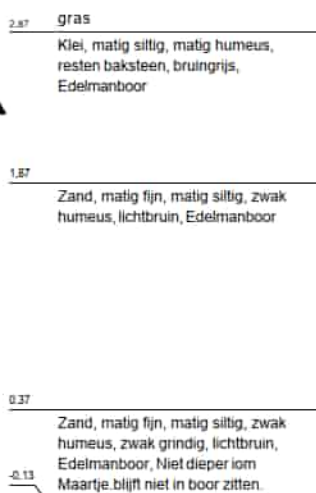 2.87 gras
Klei, matig siltig, matig humeus,
resten baksteen, bruingrijs,
Edelmanboor
1.87
Zand, matig fijn, matig siltig, zwak
humeus, lichtbruin, Edelmanboor
0.37
Zand, matig fijn, matig siltig, zwak
humeus, zwak grindig, lichtbruin,
Edelmanboor, Niet dieper iom
-0.13 Maartje.blijft niet in boor zitten.